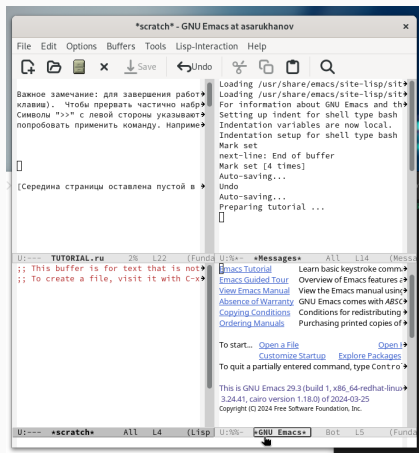 *scratch* - GNU Emacs at asarukhanov
File Edit Options Buffers Tools Lisp-Interaction Help
Save Undo
Важное замечание: для завершения работ
клавиш). Чтобы прервать частично набр
Символы ">>" с левой стороны указывают
попробовать применить команду. Наприме
[Середина страницы оставлена пустой в
U:--- TUTORIAL.ru 2% L22 (Funda
Loading /usr/share/emacs/site-lisp/sit
Loading /usr/share/emacs/site-lisp/sit
For information about GNU Emacs and th
Setting up indent for shell type bash
Indentation variables are now local.
Indentation setup for shell type bash
Mark set
next-line: End of buffer
Mark set [4 times]
Auto-saving...
Undo
Auto-saving...
Preparing tutorial ...
U:%*- *Messages* All L14 (Messa
;; This buffer is for text that is not
;; To create a file, visit it with C-x
U:--- *scratch* All L4 (Lisp
Emacs Tutorial Learn basic keystroke comm
Emacs Guided Tour Overview of Emacs features a
View Emacs Manual View the Emacs manual using
Absence of Warranty GNU Emacs comes with ABSO
Copying Conditions Conditions for redistributing
Ordering Manuals Purchasing printed copies of
To start... Open a File Open
Customize Startup Explore Packages
To quit a partially entered command, type Contro
This is GNU Emacs 29.3 (build 1, x86_64-redhat-linu
3.24.41, cairo version 1.18.0) of 2024-03-25
Copyright (C) 2024 Free Software Foundation, Inc.
U:%%- *GNU Emacs* Bot L5 (Funda